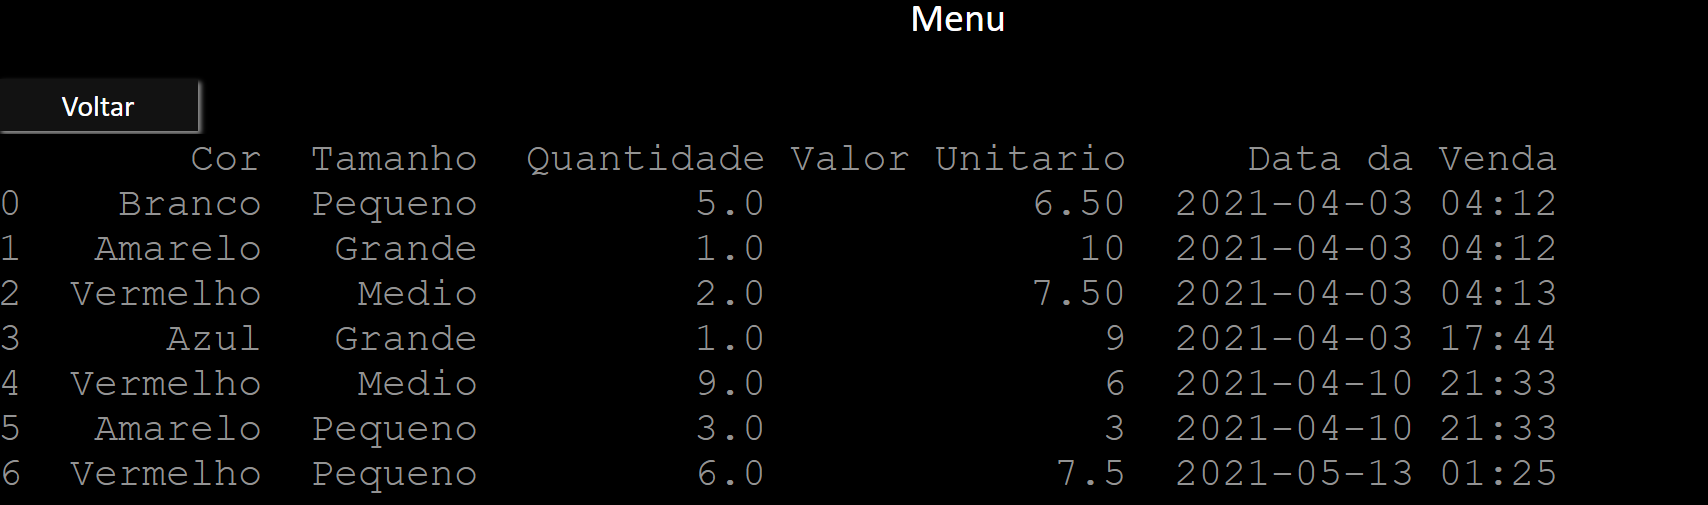 Menu
Voltar
Cor Tamanho Quantidade Valor Unitario Data da Venda
0 Branco Pequeno 5.0 6.50 2021-04-03 04:12
1 Amarelo Grande 1.0 10 2021-04-03 04:12
2 Vermelho Medio 2.0 7.50 2021-04-03 04:13
3 Azul Grande 1.0 9 2021-04-03 17:44
4 Vermelho Medio 9.0 6 2021-04-10 21:33
5 Amarelo Pequeno 3.0 3 2021-04-10 21:33
6 Vermelho Pequeno 6.0 7.5 2021-05-13 01:25